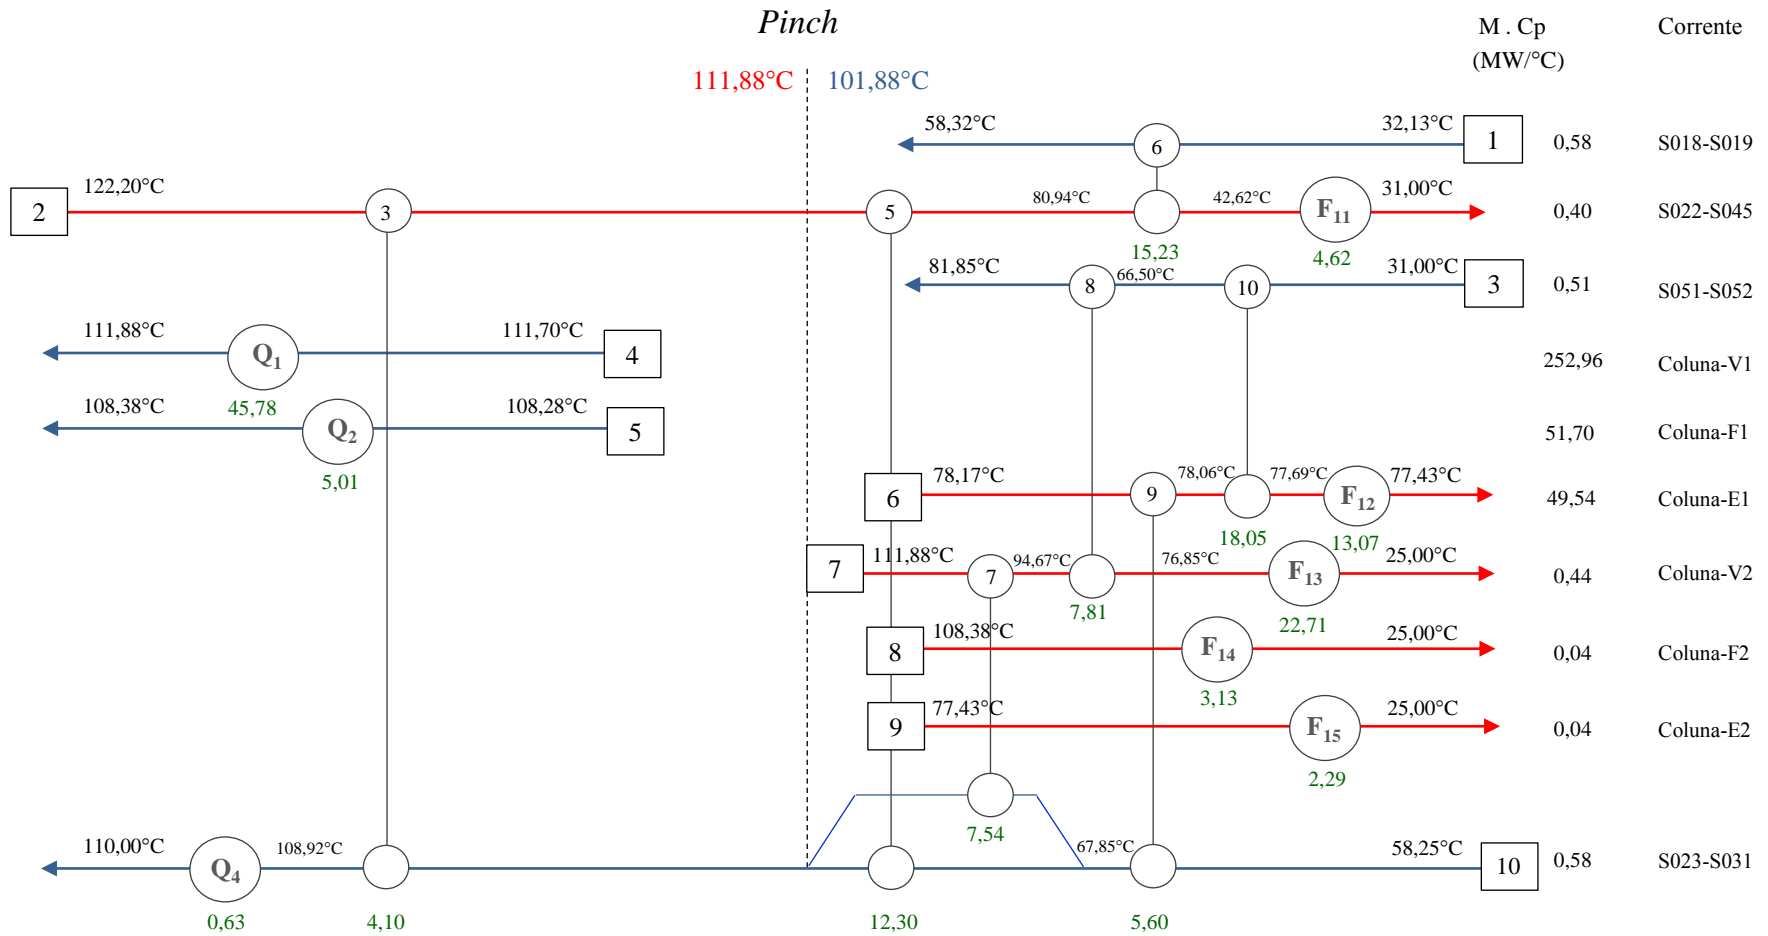 Pinch
M . Cp
(MW/°C)
Corrente
111,88°C
101,88°C
58,32°C
6
32,13°C
1
0,58
S018-S019
2
122,20°C
3
5
80,94°C
42,62°C
F11
31,00°C
0,40
S022-S045
15,23
4,62
81,85°C
8
66,50°C
10
31,00°C
3
0,51
S051-S052
111,88°C
Q1
111,70°C
4
252,96
Coluna-V1
45,78
108,38°C
Q2
108,28°C
5
51,70
Coluna-F1
5,01
6
78,17°C
9
78,06°C
77,69°C
F12
77,43°C
49,54
Coluna-E1
18,05
13,07
7
111,88°C
7
94,67°C
76,85°C
F13
25,00°C
0,44
Coluna-V2
7,81
22,71
8
108,38°C
F14
25,00°C
0,04
Coluna-F2
3,13
9
77,43°C
F15
25,00°C
0,04
Coluna-E2
2,29
7,54
110,00°C
Q4
108,92°C
67,85°C
58,25°C
10
0,58
S023-S031
0,63
4,10
12,30
5,60